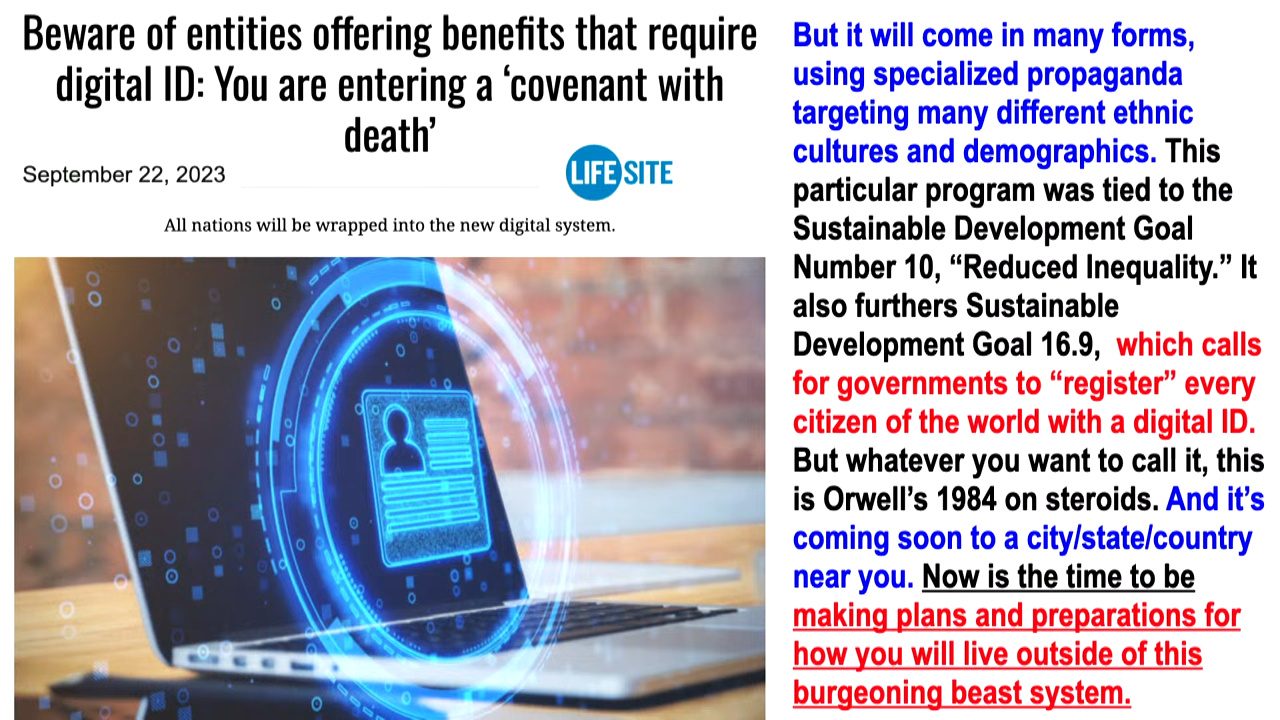 Beware of entities offering benefits that require
digital ID: You are entering a ‘covenant with
death’
September 22, 2023
LIFE SITE
All nations will be wrapped into the new digital system.
But it will come in many forms,
using specialized propaganda
targeting many different ethnic
cultures and demographics. This
particular program was tied to the
Sustainable Development Goal
Number 10, “Reduced Inequality.” It
also furthers Sustainable
Development Goal 16.9,  which calls
for governments to “register” every
citizen of the world with a digital ID.
But whatever you want to call it, this
is Orwell’s 1984 on steroids. And it’s
coming soon to a city/state/country
near you. Now is the time to be
making plans and preparations for
how you will live outside of this
burgeoning beast system.